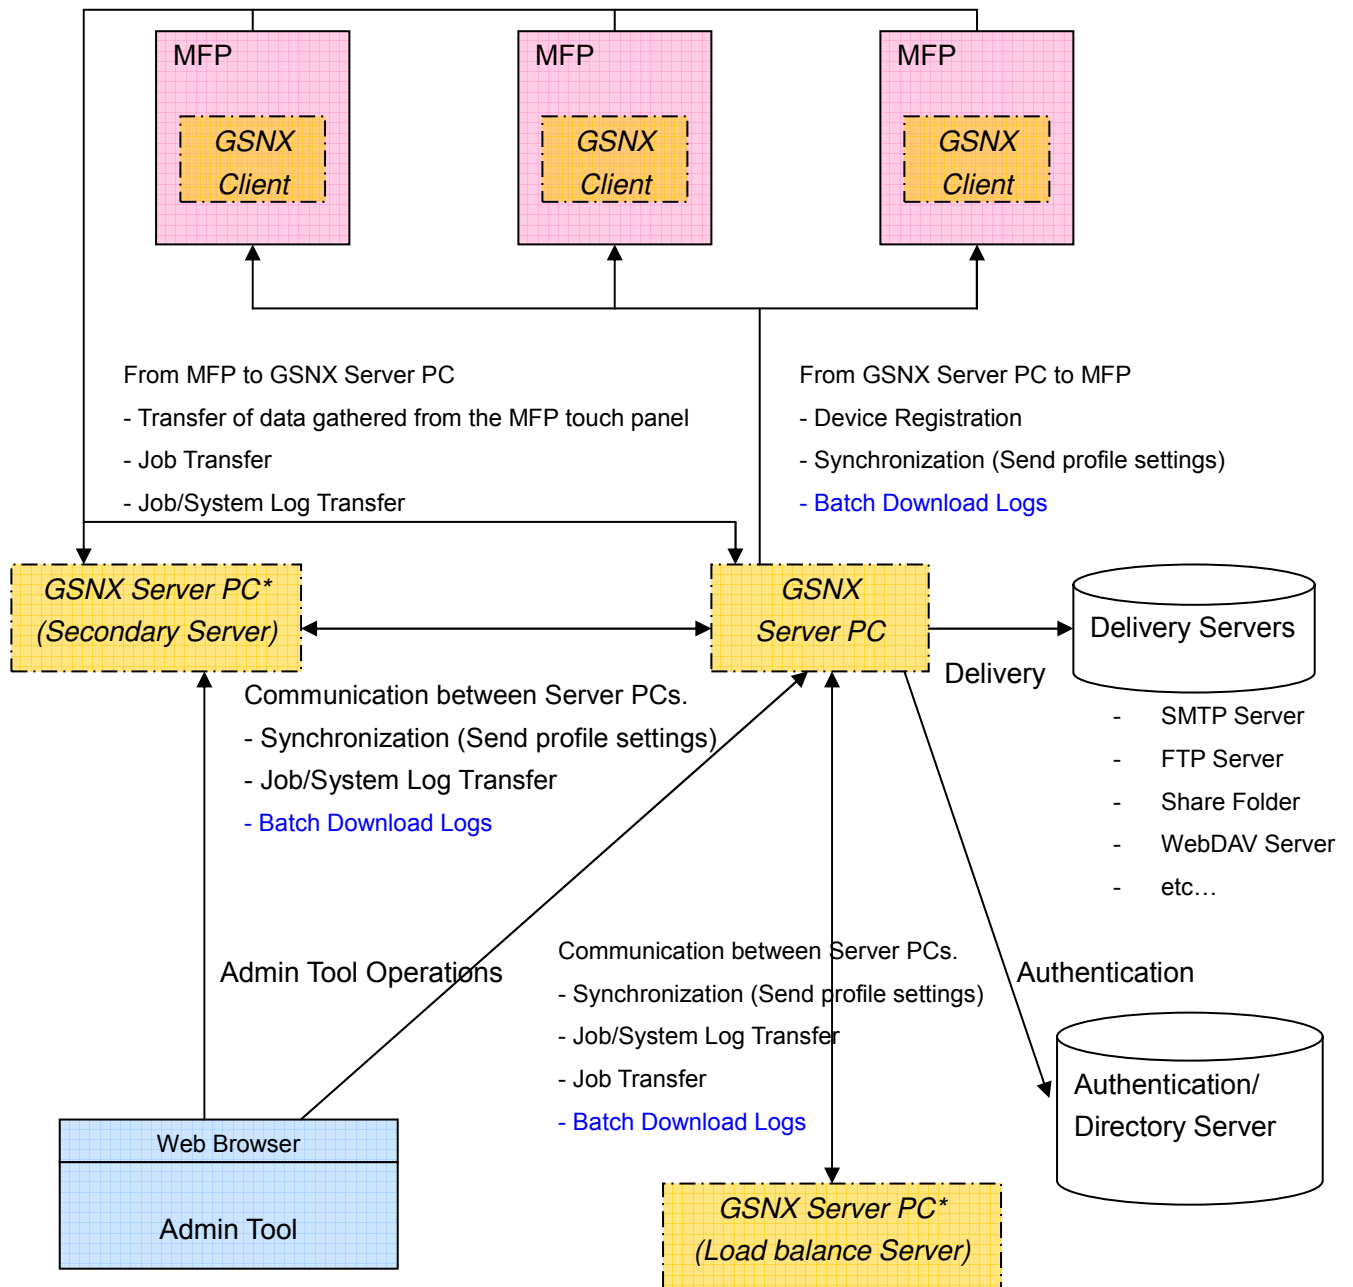 MFP
MFP
MFP
GSNX
Client
GSNX
Client
GSNX
Client
From MFP to GSNX Server PC
- Transfer of data gathered from the MFP touch panel
- Job Transfer
- Job/System Log Transfer
From GSNX Server PC to MFP
- Device Registration
- Synchronization (Send profile settings)
- Batch Download Logs
GSNX Server PC*
(Secondary Server)
GSNX
Server PC
Delivery Servers
Delivery
- SMTP Server
- FTP Server
- Share Folder
- WebDAV Server
- etc…
Communication between Server PCs.
- Synchronization (Send profile settings)
- Job/System Log Transfer
- Batch Download Logs
Admin Tool Operations
Communication between Server PCs.
- Synchronization (Send profile settings)
- Job/System Log Transfer
- Job Transfer
- Batch Download Logs
Authentication
Authentication/
Directory Server
Web Browser
Admin Tool
GSNX Server PC*
(Load balance Server)